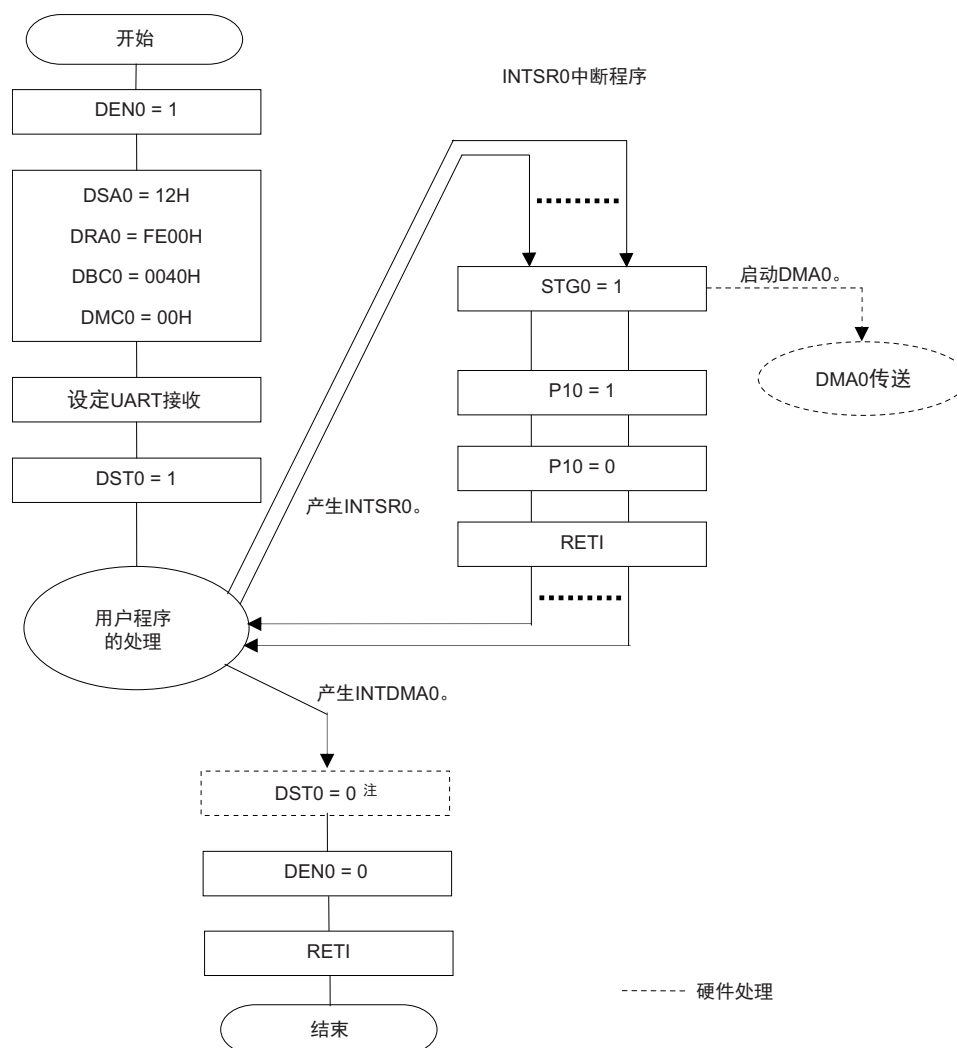 开始
DEN0 = 1
DSA0 = 12H
DRA0 = FE00H
DBC0 = 0040H
DMC0 = 00H
设定UART接收
DST0 = 1
用户程序
的处理
INTSR0中断程序
STG0 = 1
启动DMA0。
DMA0传送
P10 = 1
P10 = 0
RETI
产生INTSR0。
产生INTDMA0。
DST0 = 0 注
DEN0 = 0
RETI
结束
硬件处理